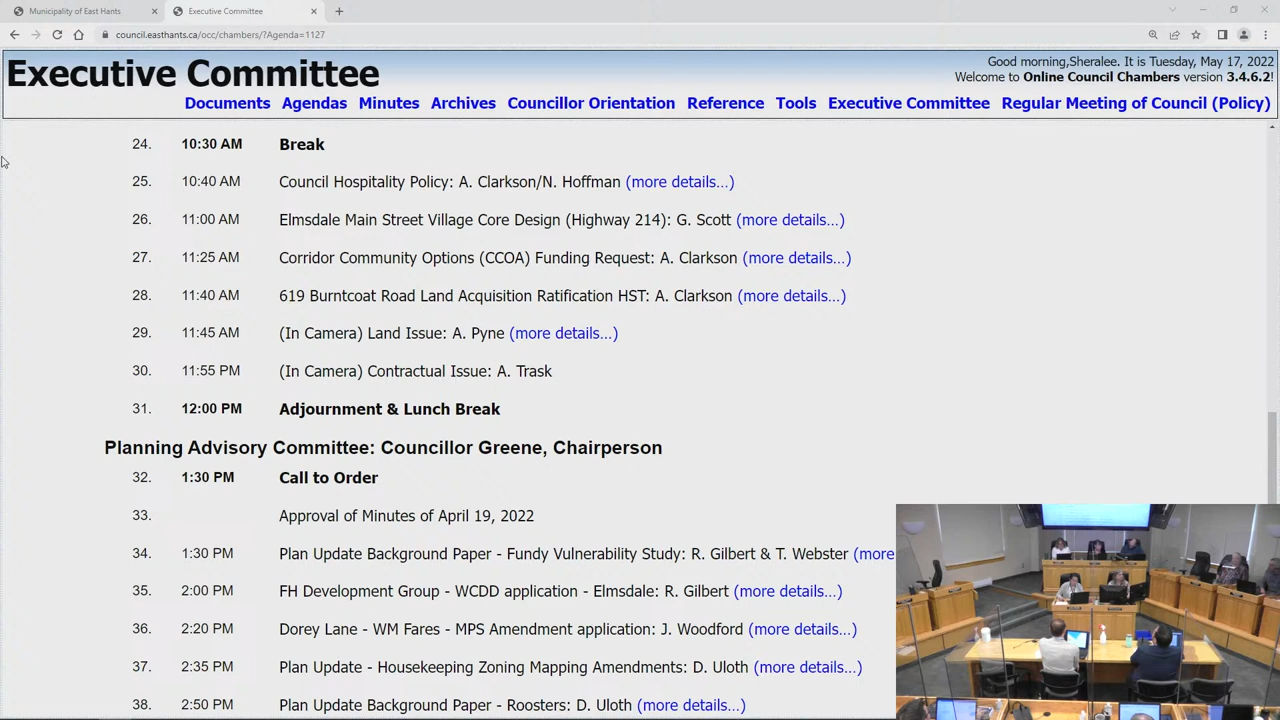 Municipality of East Hants
Executive Committee
council.easthants.ca/occ/chambers/?Agenda=1127
Executive Committee
Good morning,Sheralee. It is Tuesday, May 17, 2022
Welcome to Online Council Chambers version 3.4.6.2!
Documents Agendas Minutes Archives Councillor Orientation Reference Tools Executive Committee Regular Meeting of Council (Policy)
24. 10:30 AM Break
25. 10:40 AM Council Hospitality Policy: A. Clarkson/N. Hoffman (more details...)
26. 11:00 AM Elmsdale Main Street Village Core Design (Highway 214): G. Scott (more details...)
27. 11:25 AM Corridor Community Options (CCOA) Funding Request: A. Clarkson (more details...)
28. 11:40 AM 619 Burntcoat Road Land Acquisition Ratification HST: A. Clarkson (more details...)
29. 11:45 AM (In Camera) Land Issue: A. Pyne (more details...)
30. 11:55 PM (In Camera) Contractual Issue: A. Trask
31. 12:00 PM Adjournment & Lunch Break
Planning Advisory Committee: Councillor Greene, Chairperson
32. 1:30 PM Call to Order
33. Approval of Minutes of April 19, 2022
34. 1:30 PM Plan Update Background Paper - Fundy Vulnerability Study: R. Gilbert & T. Webster (more
35. 2:00 PM FH Development Group - WCDD application - Elmsdale: R. Gilbert (more details...)
36. 2:20 PM Dorey Lane - WM Fares - MPS Amendment application: J. Woodford (more details...)
37. 2:35 PM Plan Update - Housekeeping Zoning Mapping Amendments: D. Uloth (more details...)
38. 2:50 PM Plan Update Background Paper - Roosters: D. Uloth (more details...)